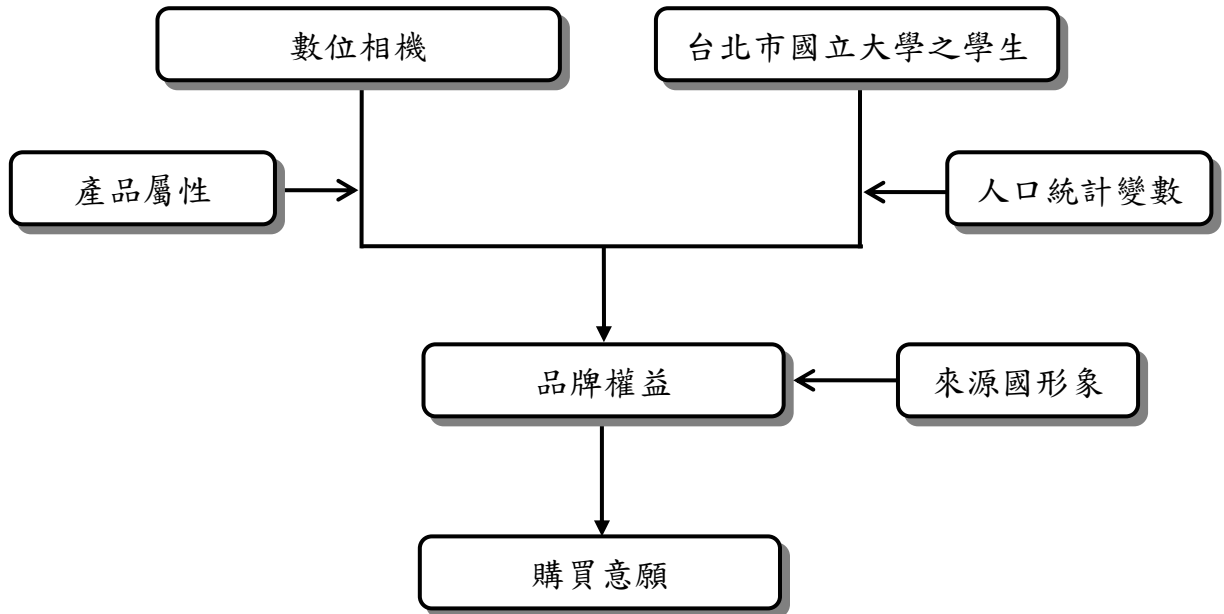 數位相機
台北市國立大學之學生
產品屬性
人口統計變數
品牌權益
來源國形象
購買意願